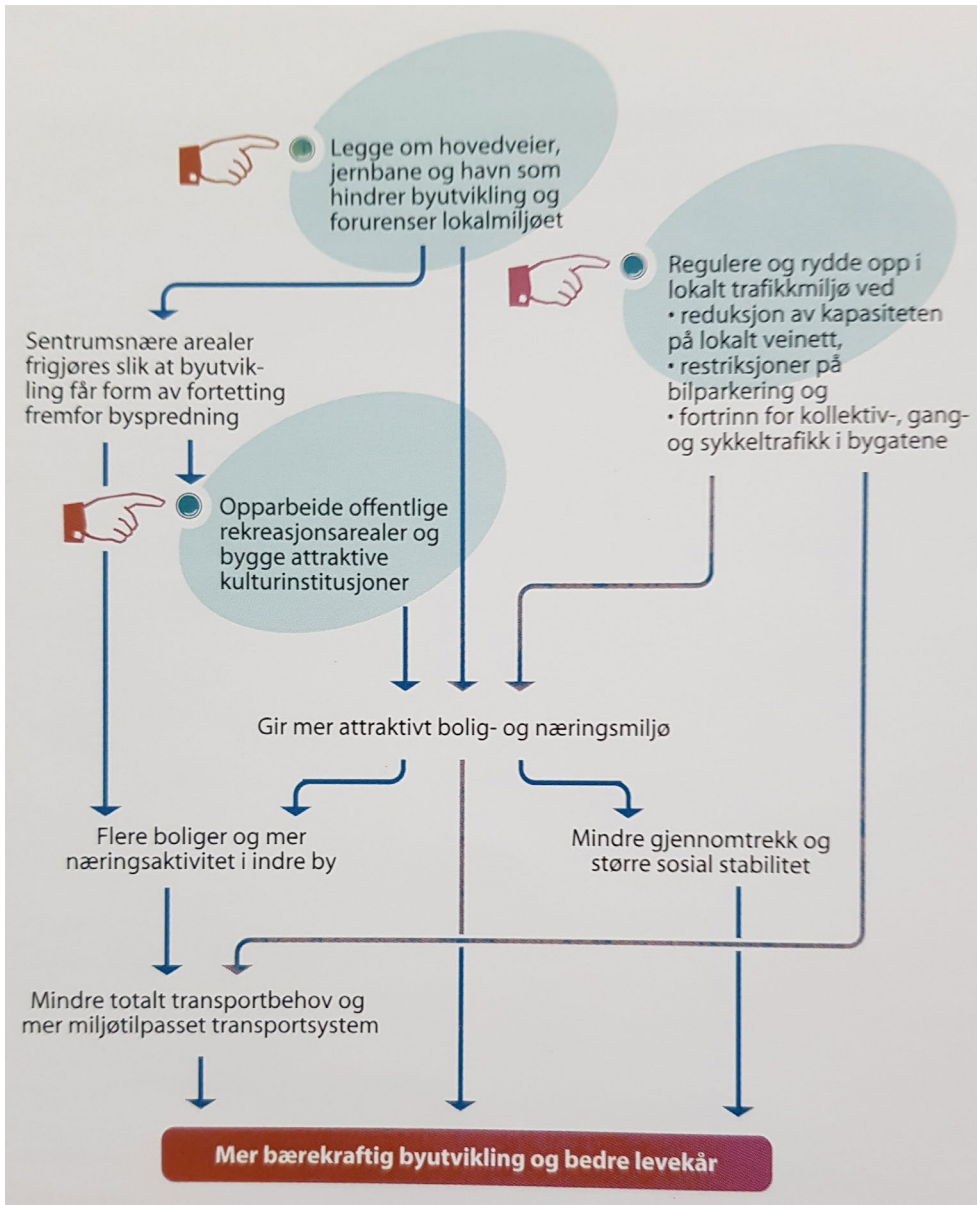 Legge om hovedveier,
jernbane og havn som
hindrer byutvikling og
forurenser lokalmiljøet
Regulere og rydde opp i
lokalt trafikkmiljø ved
• reduksjon av kapasiteten
på lokalt veinett,
• restriksjoner på
bilparkering og
• fortrinn for kollektiv-, gang-
og sykkeltrafikk i bygatene
Sentrumsnære arealer
frigjøres slik at byutvik-
ling får form av fortetting
fremfor byspredning
Opparbeide offentlige
rekreasjonsarealer og
bygge attraktive
kulturinstitusjoner
Gir mer attraktivt bolig- og næringsmiljø
Flere boliger og mer
næringsaktivitet i indre by
Mindre gjennomtrekk og
større sosial stabilitet
Mindre totalt transportbehov og
mer miljøtilpasset transportsystem
Mer bærekraftig byutvikling og bedre levekår